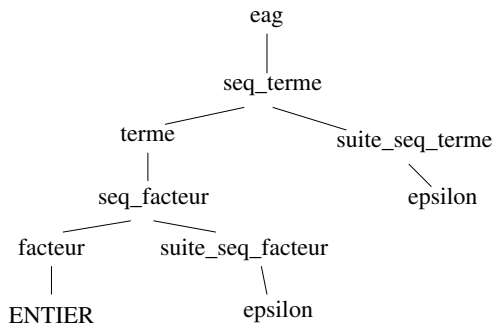 eag
seq_terme
terme
suite_seq_terme
seq_facteur
epsilon
facteur
suite_seq_facteur
ENTIER
epsilon